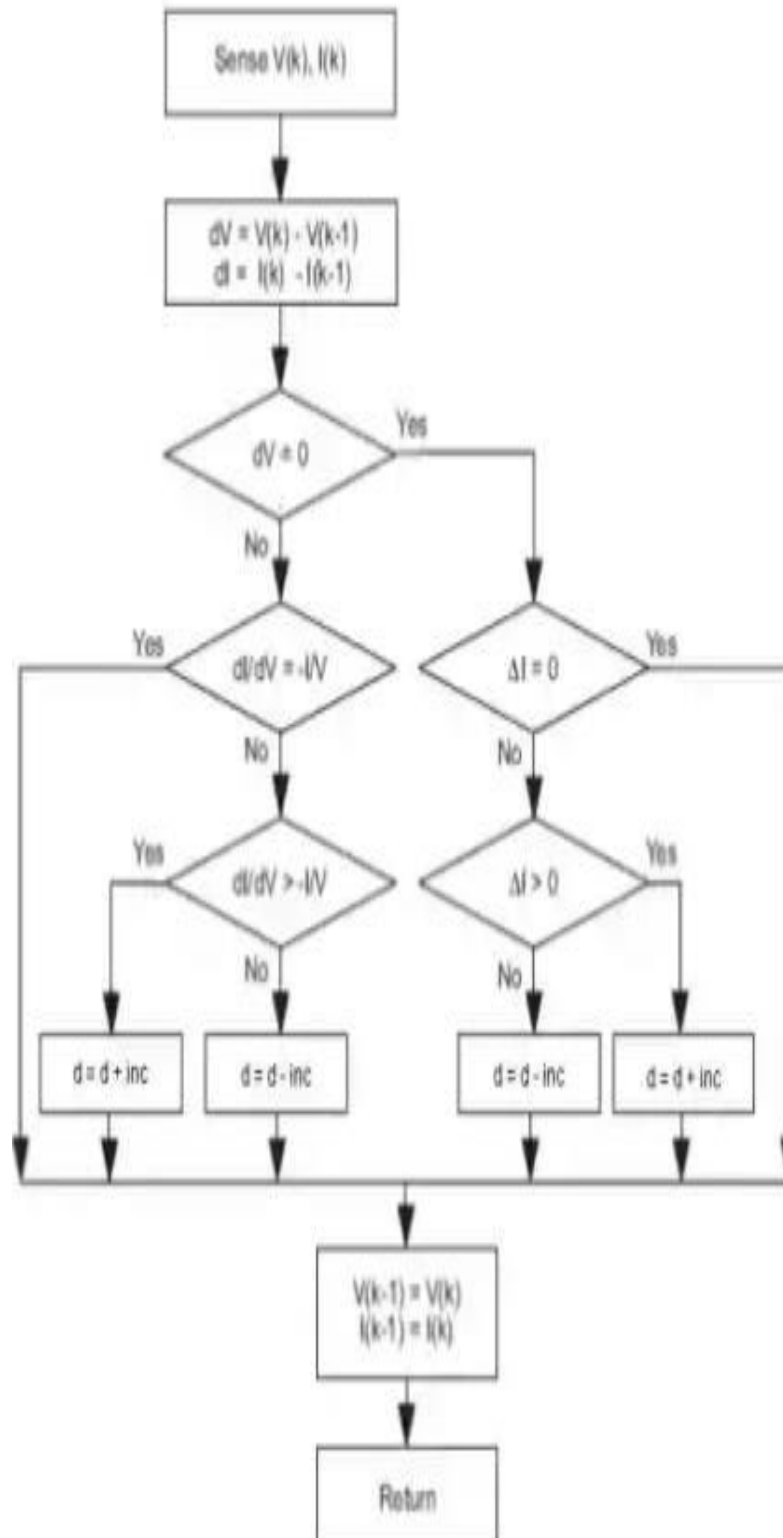 Sense V(k), I(k)
dV = V(k) - V(k-1)
dI = I(k) - I(k-1)
dV = 0
Yes
No
Yes
dI/dV = -I/V
ΔI = 0
Yes
No
No
Yes
dI/dV > -I/V
ΔI > 0
Yes
No
No
d = d + inc
d = d - inc
d = d - inc
d = d + inc
V(k-1) = V(k)
I(k-1) = I(k)
Return